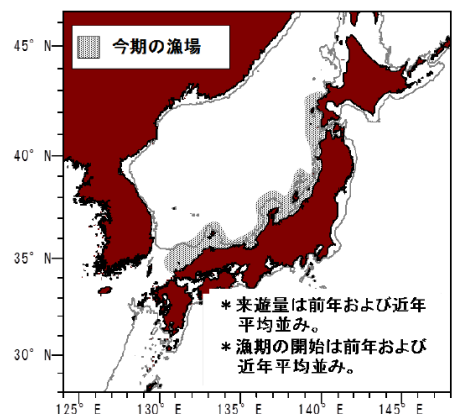 45° N
今期の漁場
40° N
35° N
＊来遊量は前年および近年
平均並み。
＊漁期の開始は前年および
近年平均並み。
30° N
125° E 130° E 135° E 140° E 145° E